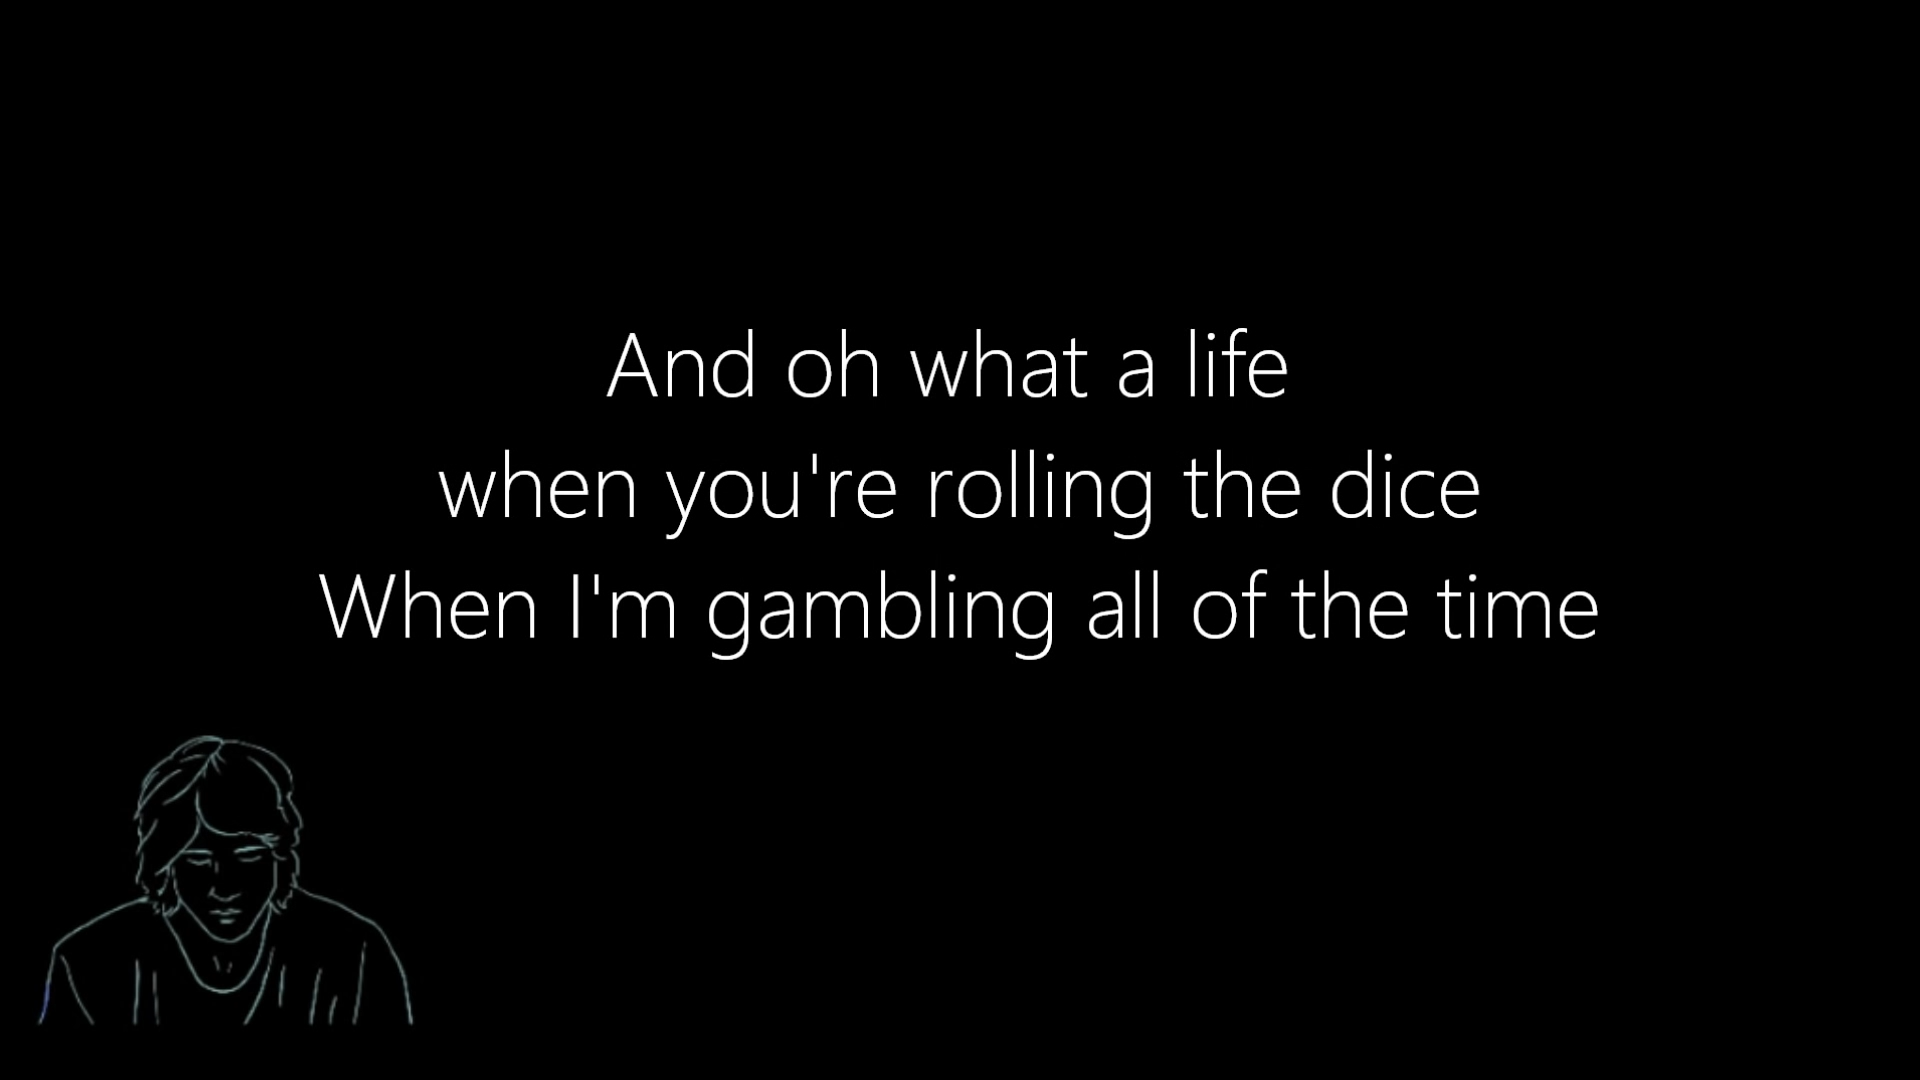 And oh what a life
when you're rolling the dice
When I'm gambling all of the time